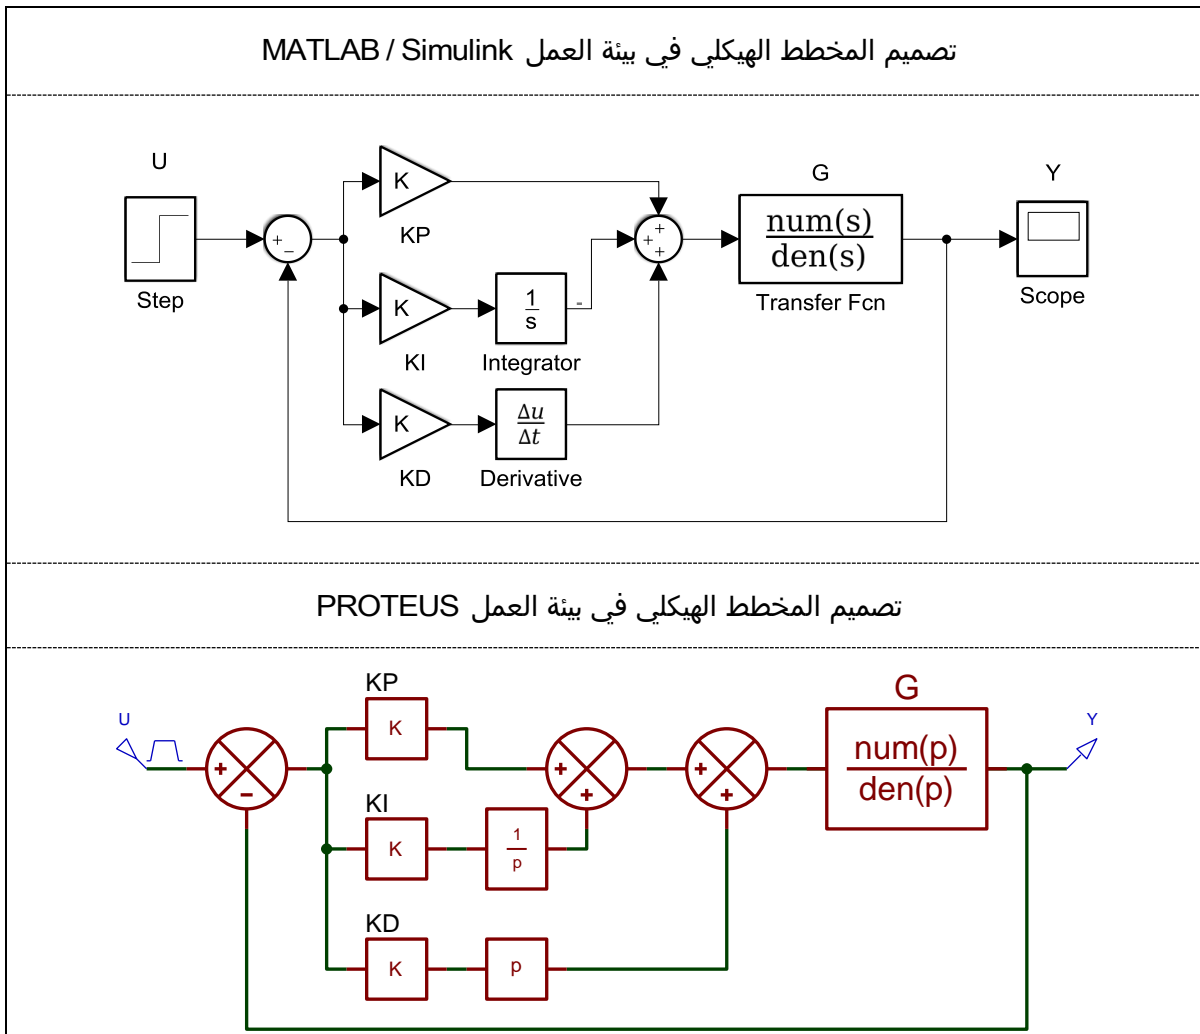 تصميم المخطط الهيكلي في بيئة العمل MATLAB / Simulink
U
G
Y
K
KP
+
−
+
+
+
num(s)
den(s)
Step
Transfer Fcn
Scope
K
1
s
KI
Integrator
K
Δu
Δt
KD
Derivative
تصميم المخطط الهيكلي في بيئة العمل PROTEUS
KP
G
U
Y
K
num(p)
den(p)
+
−
+
+
+
+
KI
K
1
p
KD
K
p